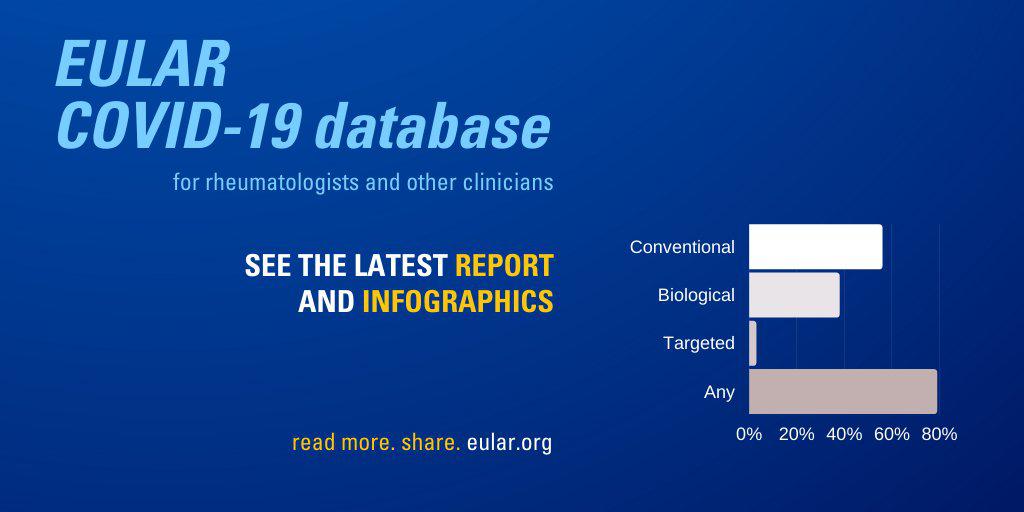 EULAR
COVID-19 database
for rheumatologists and other clinicians
SEE THE LATEST REPORT
AND INFOGRAPHICS
read more. share. eular.org
Conventional
Biological
Targeted
Any
0% 20% 40% 60% 80%